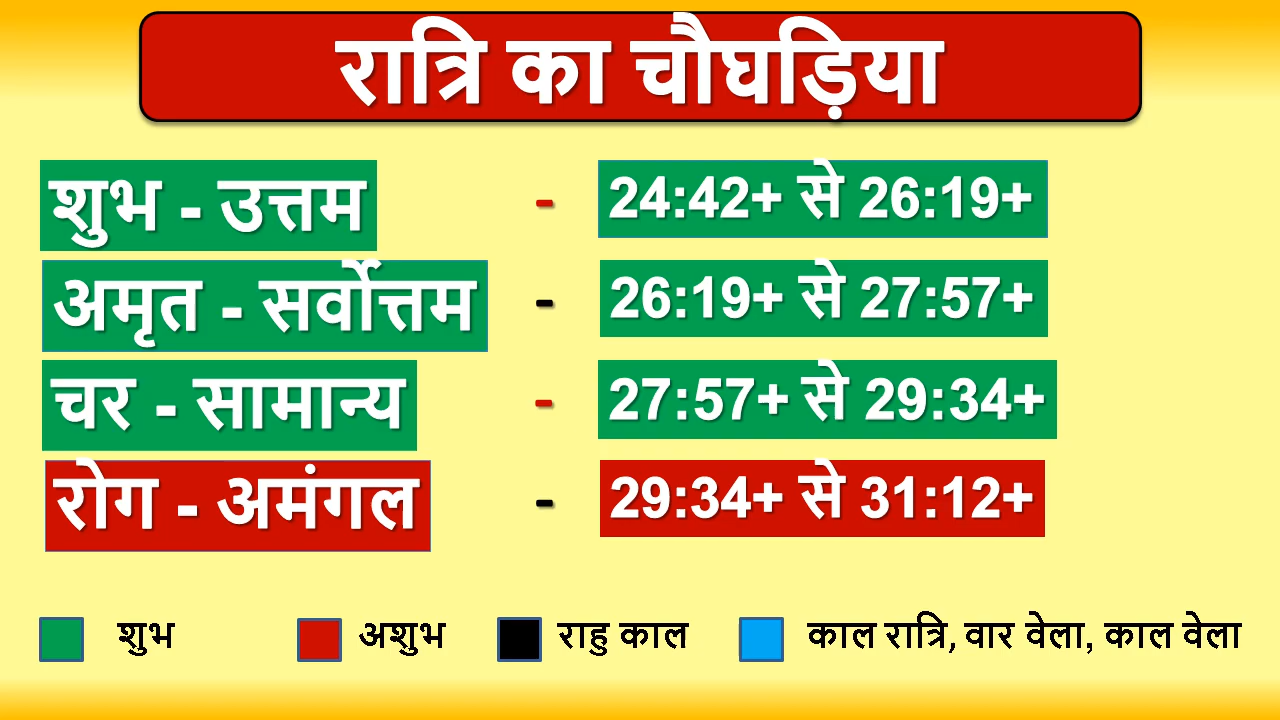 रात्रि का चौघड़िया
शुभ - उत्तम - 24:42+ से 26:19+
अमृत - सर्वोत्तम - 26:19+ से 27:57+
चर - सामान्य - 27:57+ से 29:34+
रोग - अमंगल - 29:34+ से 31:12+
शुभ अशुभ राहु काल काल रात्रि, वार वेला, काल वेला